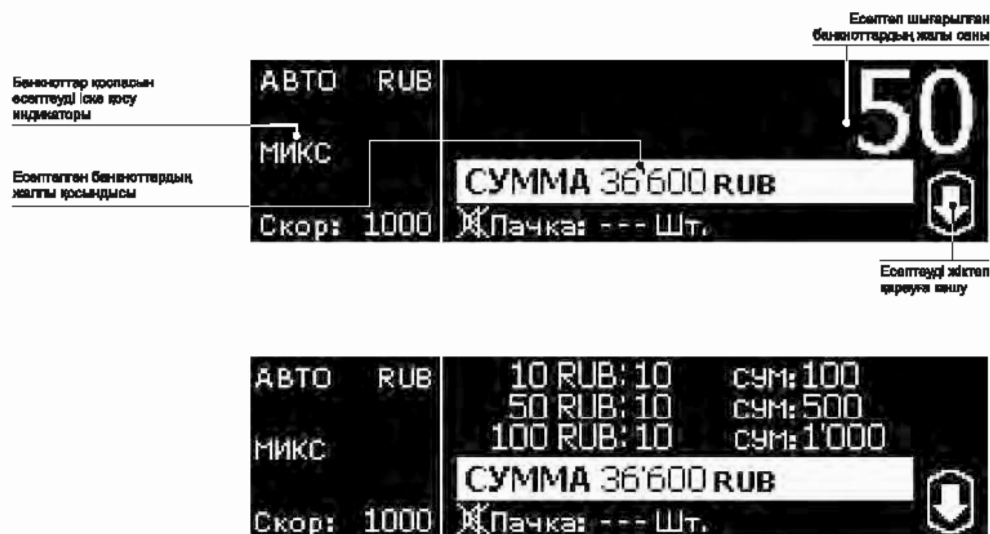 Есептеп шығарылған
банкноттардың жалпы саны
Банкноттар қоспасын
есептеуді іске қосу
индикаторы
Есептелген банкноттардың
жалпы қосындысы
АВТО RUB
МИКС
Скор: 1000
50
СУММА 36'600 RUB
Пачка: --- Шт.
Есептеуді жіктеп
қарауға көшу
АВТО RUB
МИКС
Скор: 1000
10 RUB: 10 сум: 100
50 RUB: 10 сум: 500
100 RUB: 10 сум: 1'000
СУММА 36'600 RUB
Пачка: --- Шт.